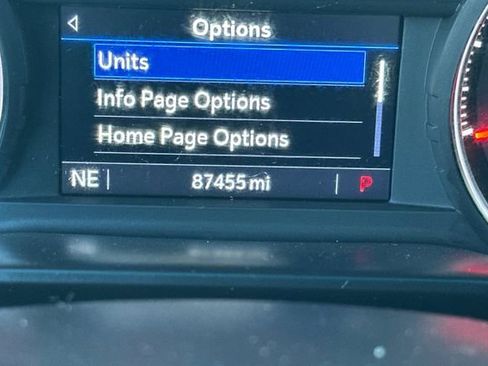 Options
Units
Info Page Options
Home Page Options
NE 87455 mi P